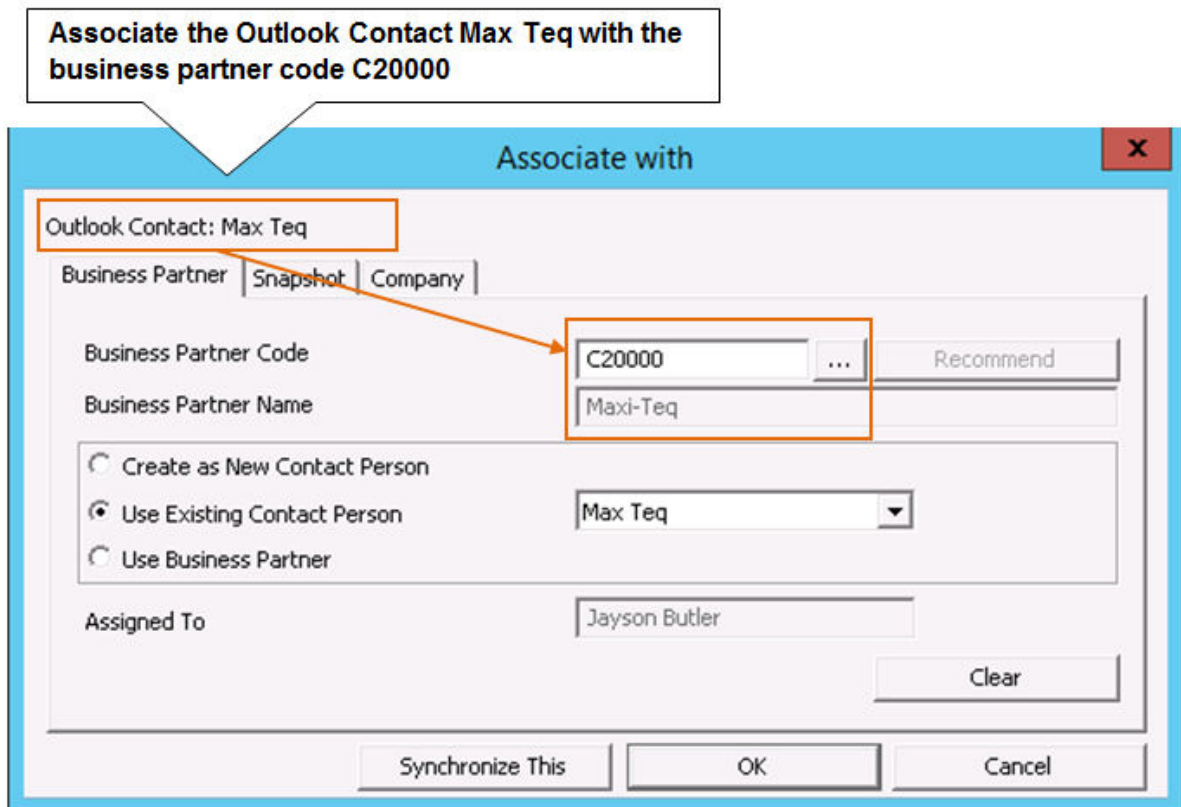 Associate the Outlook Contact Max Teq with the
business partner code C20000
Associate with
x
Outlook Contact: Max Teq
Business Partner Snapshot Company
Business Partner Code C20000 ... Recommend
Business Partner Name Maxi-Teq
Create as New Contact Person
Use Existing Contact Person Max Teq
Use Business Partner
Assigned To Jayson Butler
Clear
Synchronize This OK Cancel